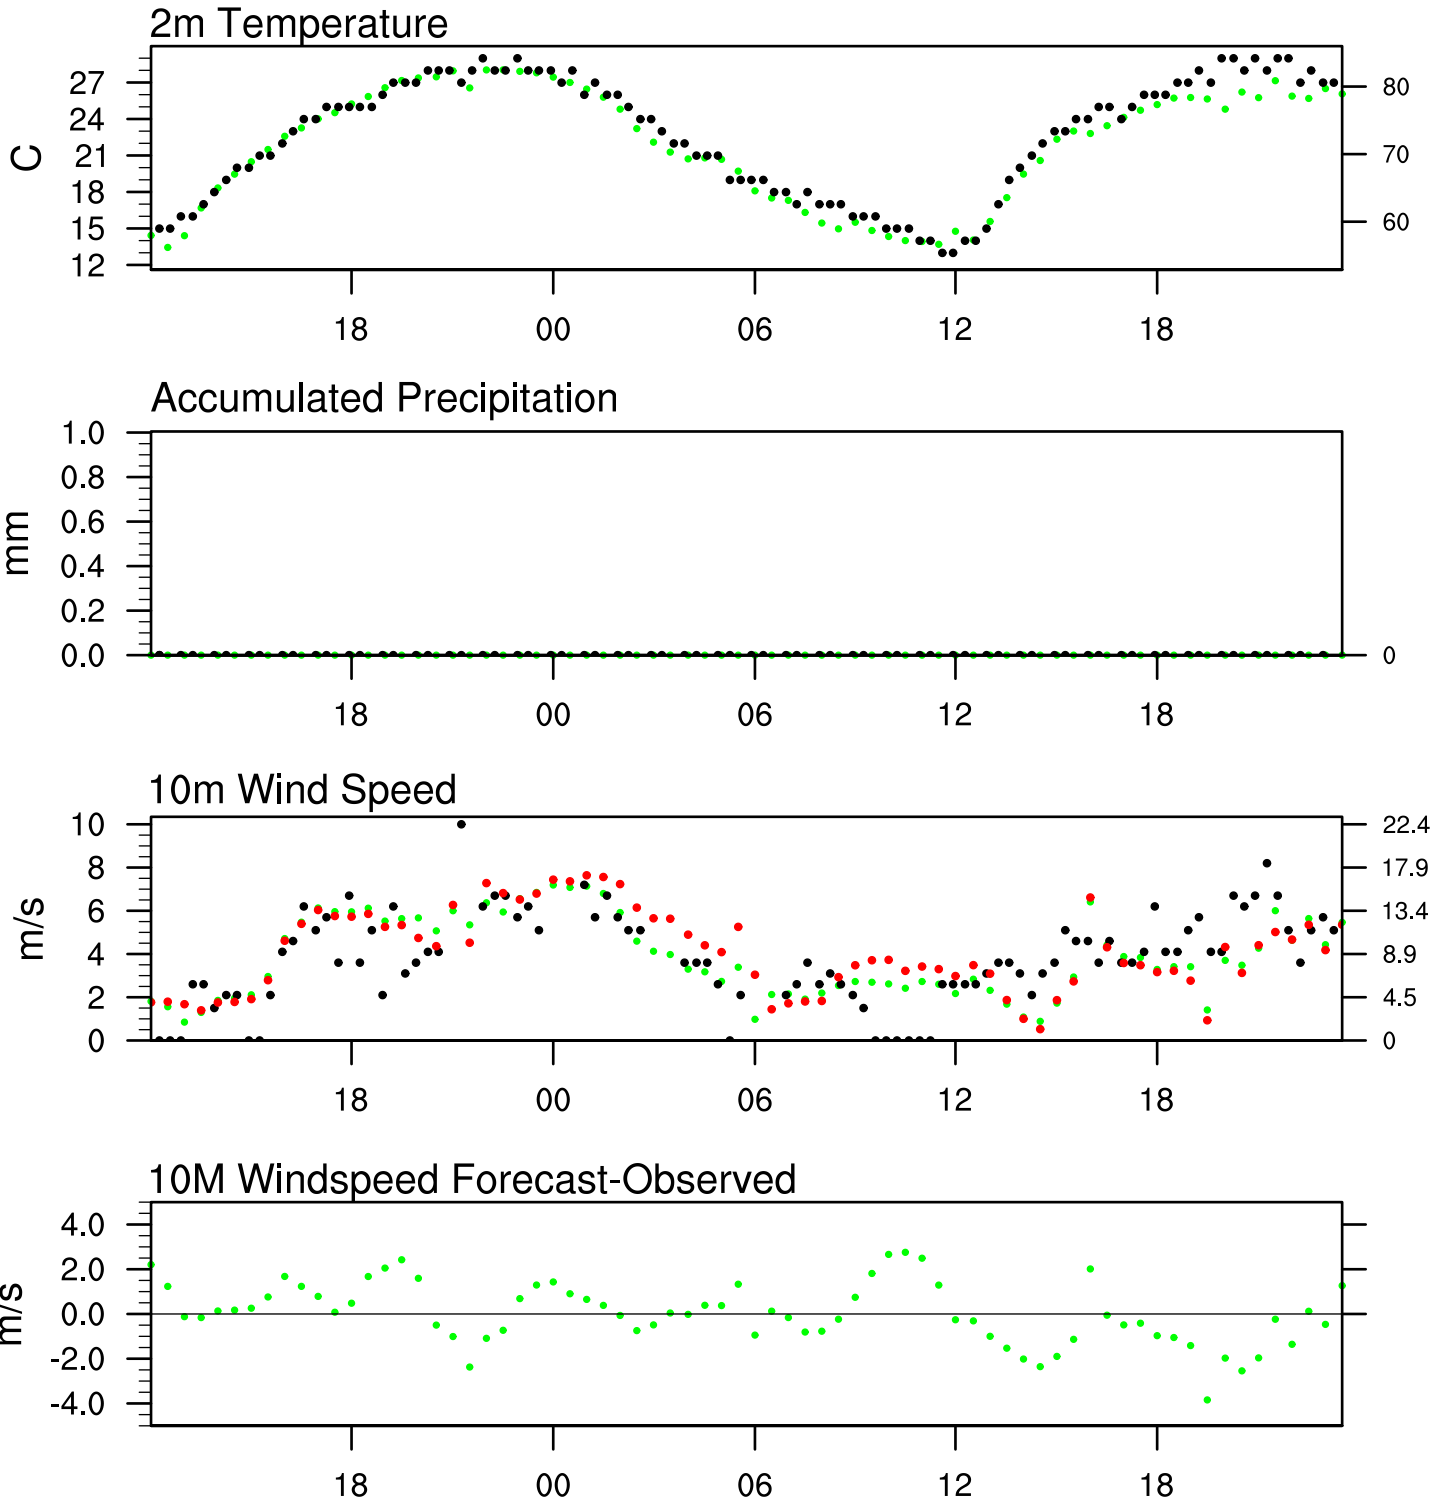 2m Temperature
27
24
21
18
15
12
C
80
70
60
18 00 06 12 18
Accumulated Precipitation
1.0
0.8
0.6
0.4
0.2
0.0
mm
0
18 00 06 12 18
10m Wind Speed
10
8
6
4
2
0
m/s
22.4
17.9
13.4
8.9
4.5
0
18 00 06 12 18
10M Windspeed Forecast-Observed
4.0
2.0
0.0
-2.0
-4.0
m/s
18 00 06 12 18